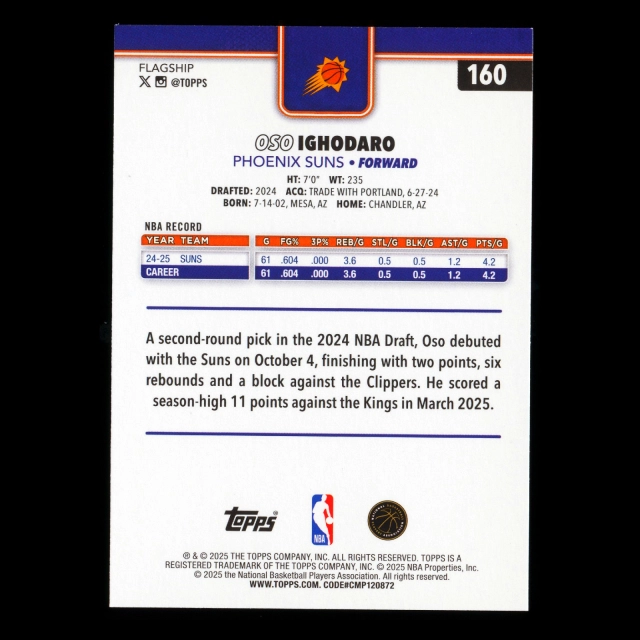 FLAGSHIP
160
X @TOPPS
OSO IGHODARO
PHOENIX SUNS • FORWARD
HT: 7'0" WT: 235
DRAFTED: 2024 ACQ: TRADE WITH PORTLAND, 6-27-24
BORN: 7-14-02, MESA, AZ HOME: CHANDLER, AZ
NBA RECORD
YEAR TEAM G FG% 3P% REB/G STL/G BLK/G AST/G PTS/G
24-25 SUNS 61 .604 .000 3.6 0.5 0.5 1.2 4.2
CAREER 61 .604 .000 3.6 0.5 0.5 1.2 4.2
A second-round pick in the 2024 NBA Draft, Oso debuted
with the Suns on October 4, finishing with two points, six
rebounds and a block against the Clippers. He scored a
season-high 11 points against the Kings in March 2025.
Topps®
NBA
® & © 2025 THE TOPPS COMPANY, INC. ALL RIGHTS RESERVED. TOPPS IS A
REGISTERED TRADEMARK OF THE TOPPS COMPANY, INC. © 2025 NBA Properties, Inc.
© 2025 the National Basketball Players Association. All rights reserved.
WWW.TOPPS.COM. CODE#CMP120872